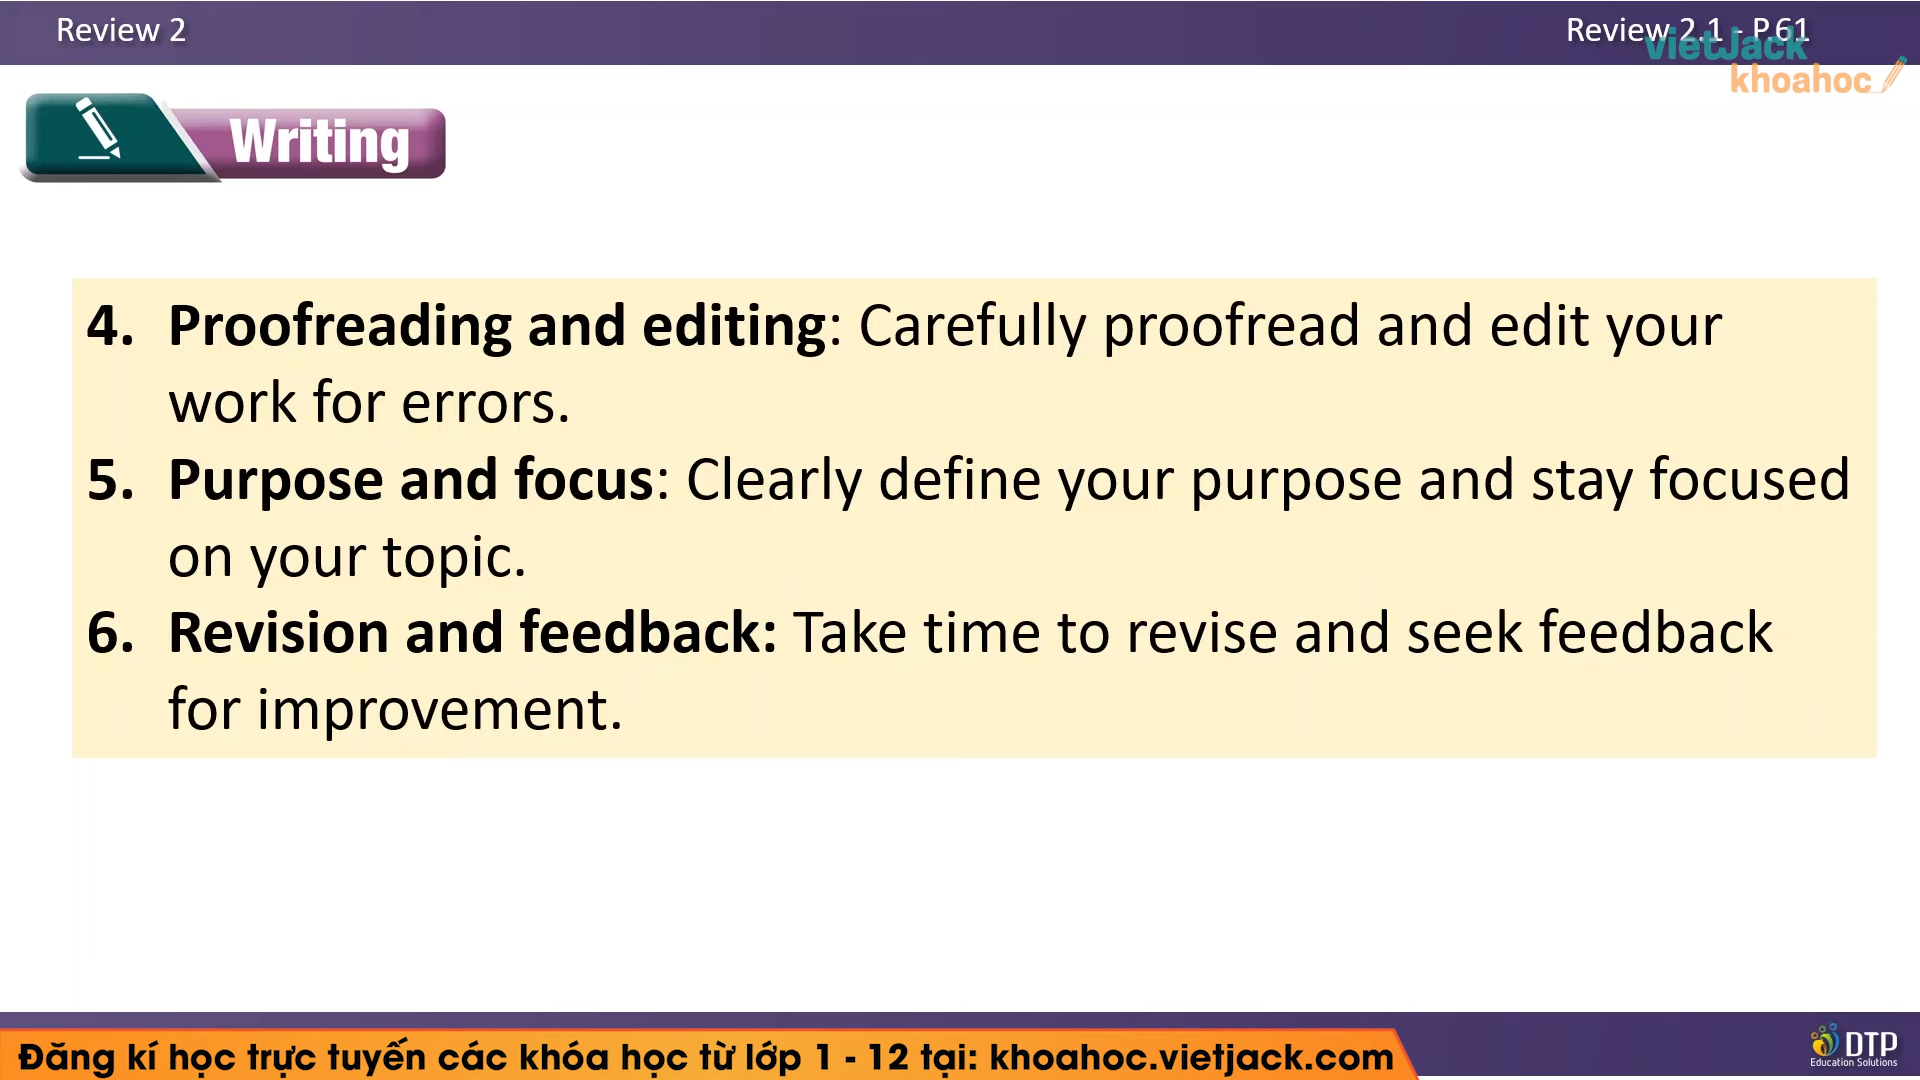 Review 2
Review 2.1 - P.61
vietJack
khoahoc
Writing
4. Proofreading and editing: Carefully proofread and edit your
work for errors.
5. Purpose and focus: Clearly define your purpose and stay focused
on your topic.
6. Revision and feedback: Take time to revise and seek feedback
for improvement.
Đăng kí học trực tuyến các khóa học từ lớp 1 - 12 tại: khoahoc.vietjack.com
DTP
Education Solutions